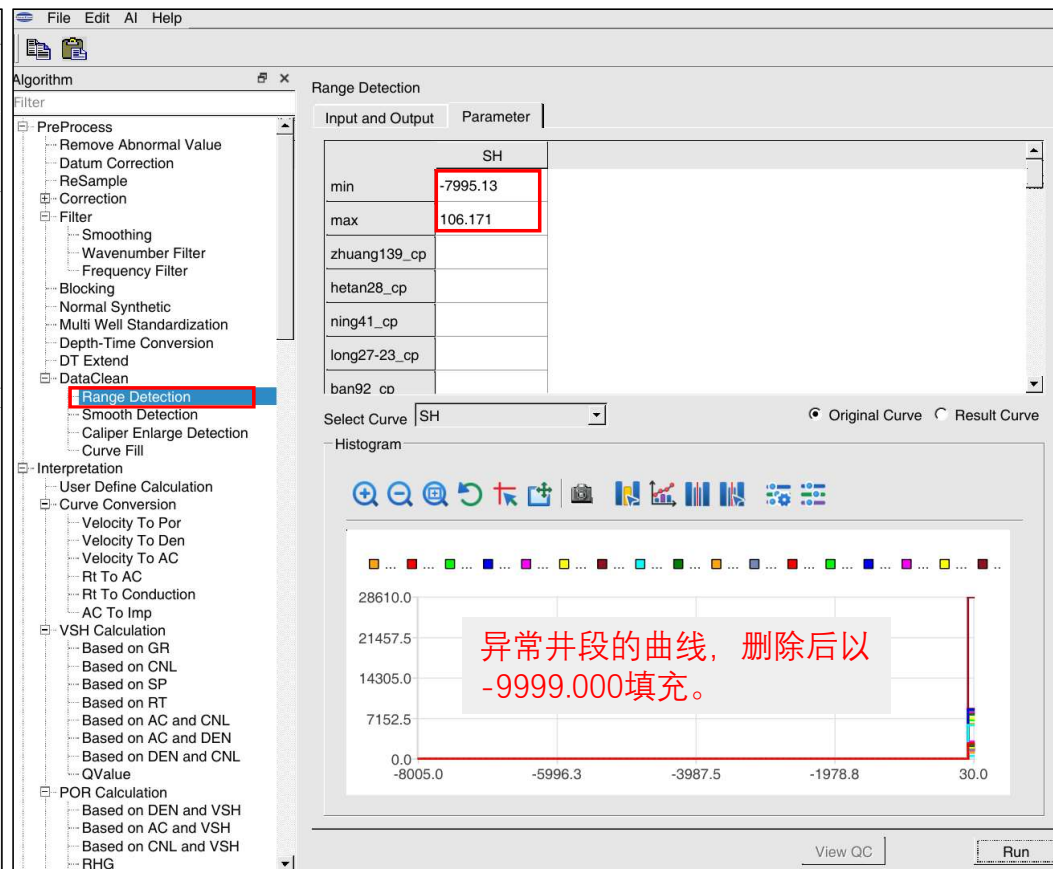 File Edit AI Help
Algorithm
Filter
PreProcess
Remove Abnormal Value
Datum Correction
ReSample
Correction
Filter
Smoothing
Wavenumber Filter
Frequency Filter
Blocking
Normal Synthetic
Multi Well Standardization
Depth-Time Conversion
DT Extend
DataClean
Range Detection
Smooth Detection
Caliper Enlarge Detection
Curve Fill
Interpretation
User Define Calculation
Curve Conversion
Velocity To Por
Velocity To Den
Velocity To AC
Rt To AC
Rt To Conduction
AC To Imp
VSH Calculation
Based on GR
Based on CNL
Based on SP
Based on RT
Based on AC and CNL
Based on AC and DEN
Based on DEN and CNL
QValue
POR Calculation
Based on DEN and VSH
Based on AC and VSH
Based on CNL and VSH
RHG
Range Detection
Input and Output Parameter
SH
min -7995.13
max 106.171
zhuang139_cp
hetan28_cp
ning41_cp
long27-23_cp
ban92_cp
Select Curve SH Original Curve Result Curve
Histogram
... ... ... ... ... ... ... ... ... ... ... ... ... ... ... ... ..
28610.0
21457.5
14305.0
7152.5
0.0
-8005.0 -5996.3 -3987.5 -1978.8 30.0
异常井段的曲线，删除后以
-9999.000填充。
View QC Run